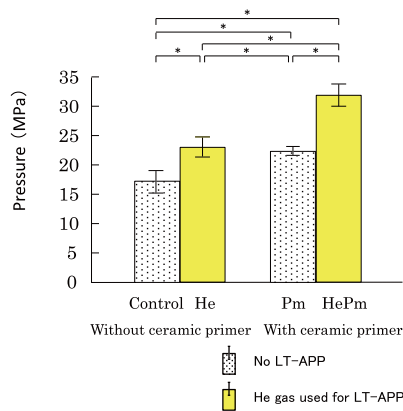 *
*
*
* * *
35
30
25
20
15
10
5
0
Pressure (MPa)
Control He Pm HePm
Without ceramic primer With ceramic primer
No LT-APP
He gas used for LT-APP